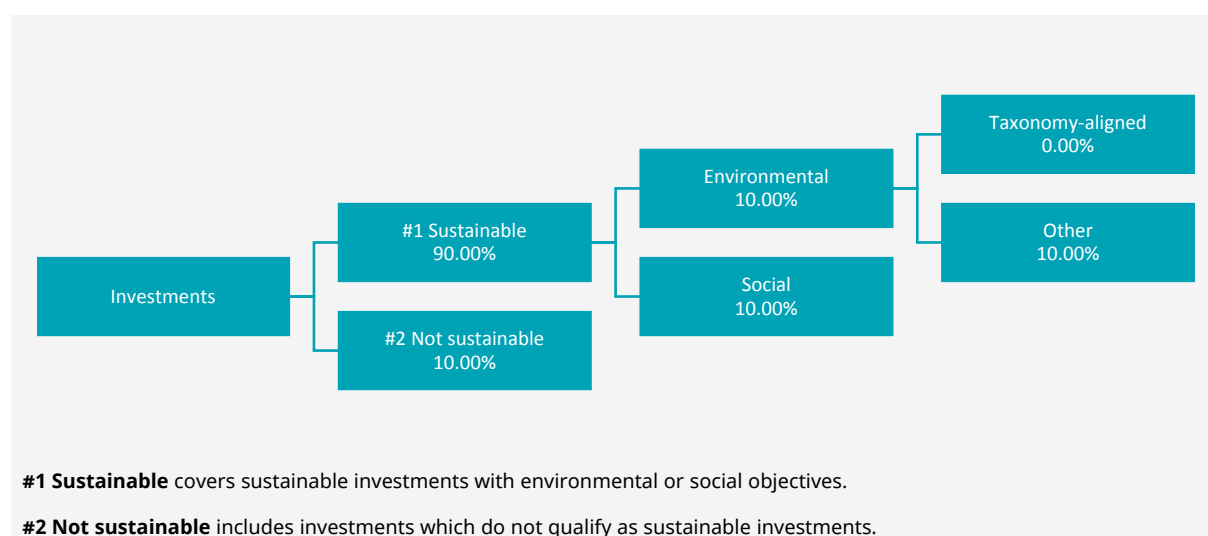 Taxonomy-aligned
0.00%
Environmental
10.00%
#1 Sustainable
90.00%
Other
10.00%
Investments
Social
10.00%
#2 Not sustainable
10.00%
#1 Sustainable covers sustainable investments with environmental or social objectives.
#2 Not sustainable includes investments which do not qualify as sustainable investments.